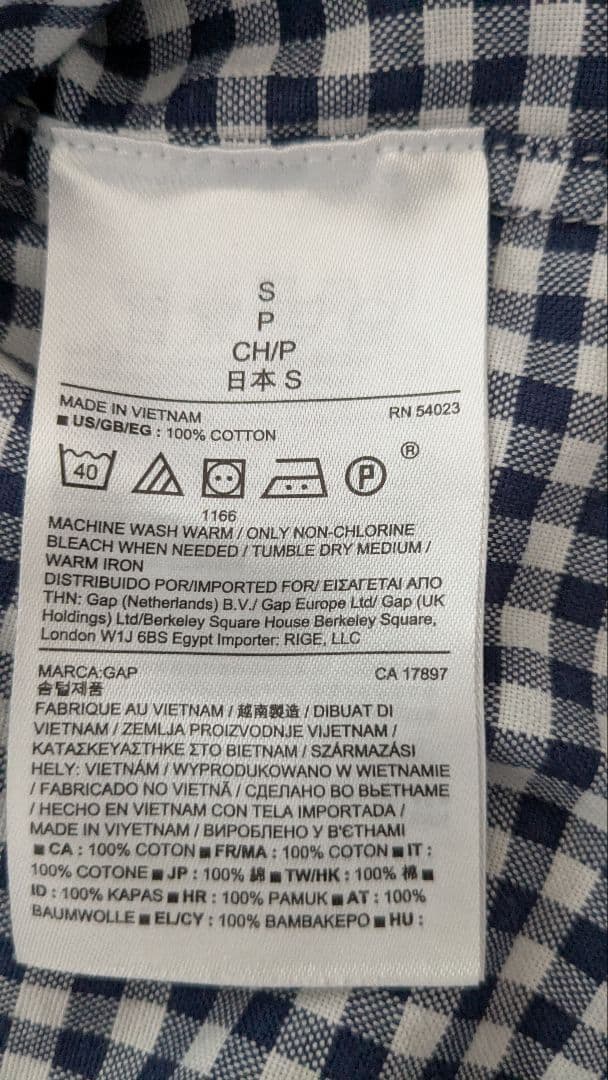 S
P
CH/P
日本 S
MADE IN VIETNAM
RN 54023
■ US/GB/EG : 100% COTTON
40
P
®
1166
MACHINE WASH WARM / ONLY NON-CHLORINE
BLEACH WHEN NEEDED / TUMBLE DRY MEDIUM /
WARM IRON
DISTRIBUIDO POR/IMPORTED FOR/ ΕΙΣΑΓΕΤΑΙ ΑΠΟ
THN: Gap (Netherlands) B.V./ Gap Europe Ltd/ Gap (UK
Holdings) Ltd/Berkeley Square House Berkeley Square,
London W1J 6BS Egypt Importer: RIGE, LLC
MARCA:GAP
CA 17897
솜털제품
FABRIQUE AU VIETNAM / 越南製造 / DIBUAT DI
VIETNAM / ZEMLJA PROIZVODNJE VIJETNAM /
ΚΑΤΑΣΚΕΥΑΣΤΗΚΕ ΣΤΟ ΒΙΕΤΝΑΜ / SZÁRMAZÁSI
HELY: VIETNÁM / WYPRODUKOWANO W WIETNAMIE
/ FABRICADO NO VIETNÃ / СДЕЛАНО ВО ВЬЕТНАМЕ
/ HECHO EN VIETNAM CON TELA IMPORTADA /
MADE IN VIYETNAM / ВИРОБЛЕНО У В'ЄТНАМІ
■ CA : 100% COTON ■ FR/MA : 100% COTON ■ IT :
100% COTONE ■ JP : 100% 綿 ■ TW/HK : 100% 棉 ■
ID : 100% KAPAS ■ HR : 100% PAMUK ■ AT : 100%
BAUMWOLLE ■ EL/CY : 100% ΒΑΜΒΑΚΕΡΟ ■ HU :